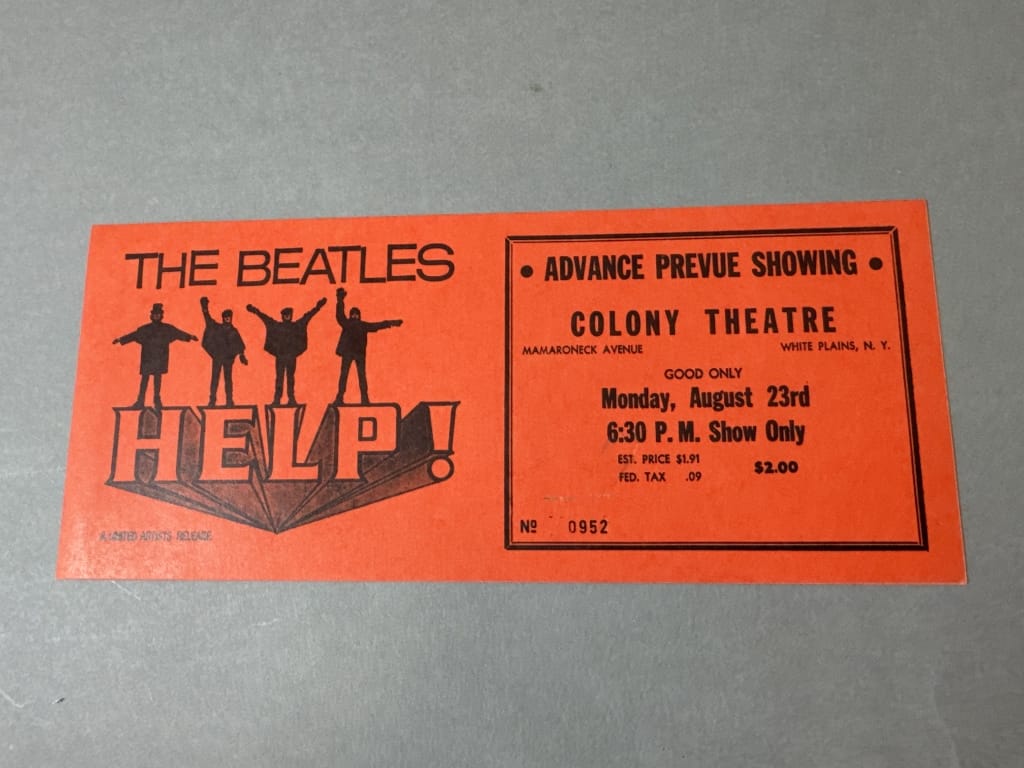 THE BEATLES
HELP!
A UNITED ARTISTS RELEASE
• ADVANCE PREVUE SHOWING •
COLONY THEATRE
MAMARONECK AVENUE WHITE PLAINS, N. Y.
GOOD ONLY
Monday, August 23rd
6:30 P. M. Show Only
EST. PRICE $1.91
FED. TAX .09
$2.00
Nº 0952